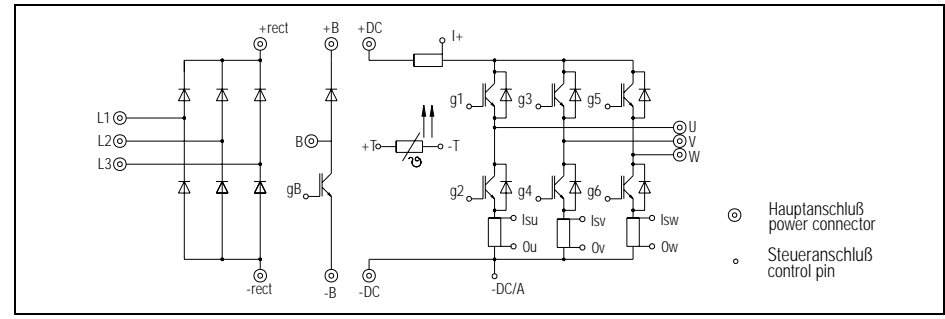 +rect
+B
+DC
I+
g1
g3
g5
L1
L2
L3
B
+T
ϑ
-T
U
V
W
gB
g2
g4
g6
Isu
Isv
Isw
0u
0v
0w
-rect
-B
-DC
-DC/A
Hauptanschluß
power connector
Steueranschluß
control pin